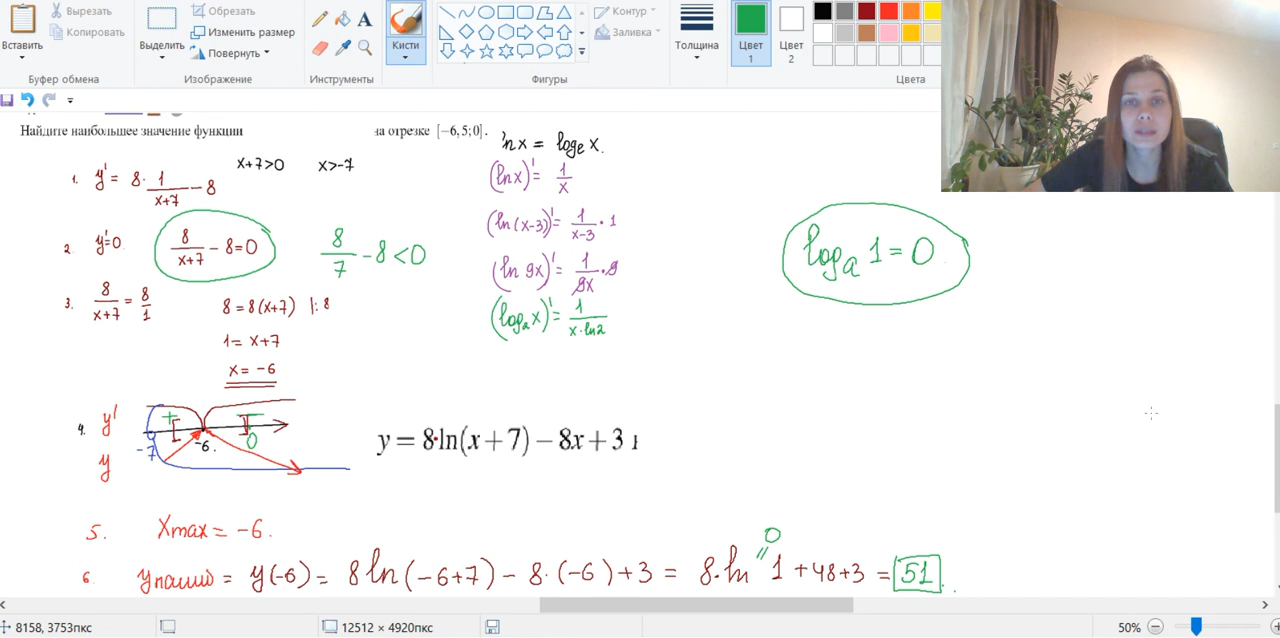 Вырезать
Копировать
Вставить
Буфер обмена
Выделить
Обрезать
Изменить размер
Повернуть
Изображение
A
Инструменты
Кисти
Контур
Заливка
Фигуры
Толщина
Цвет 1
Цвет 2
Цвета
Найдите наибольшее значение функции на отрезке [−6,5;0].
x+7>0 x>-7
ln x = log_e x.
1. y' = 8 · 1/(x+7) − 8
(ln x)' = 1/x
(ln(x−3))' = 1/(x−3) · 1
log_a 1 = 0
2. y'=0 8/(x+7) − 8 = 0
8/7 − 8 < 0
(ln 9x)' = 1/(9x) · 9
3. 8/(x+7) = 8/1
8 = 8(x+7) |: 8
(log_2 x)' = 1/(x·ln2)
1 = x+7
x = −6
4. y' +
−7 −6. 0
y
y = 8·ln(x + 7) − 8x + 3
5. Xmax = −6.
0
6. Yнаиб = y(−6) = 8 ln(−6+7) − 8·(−6) + 3 = 8·ln 1 + 48 + 3 = 51.
8158, 3753пкс
12512 × 4920пкс
50%